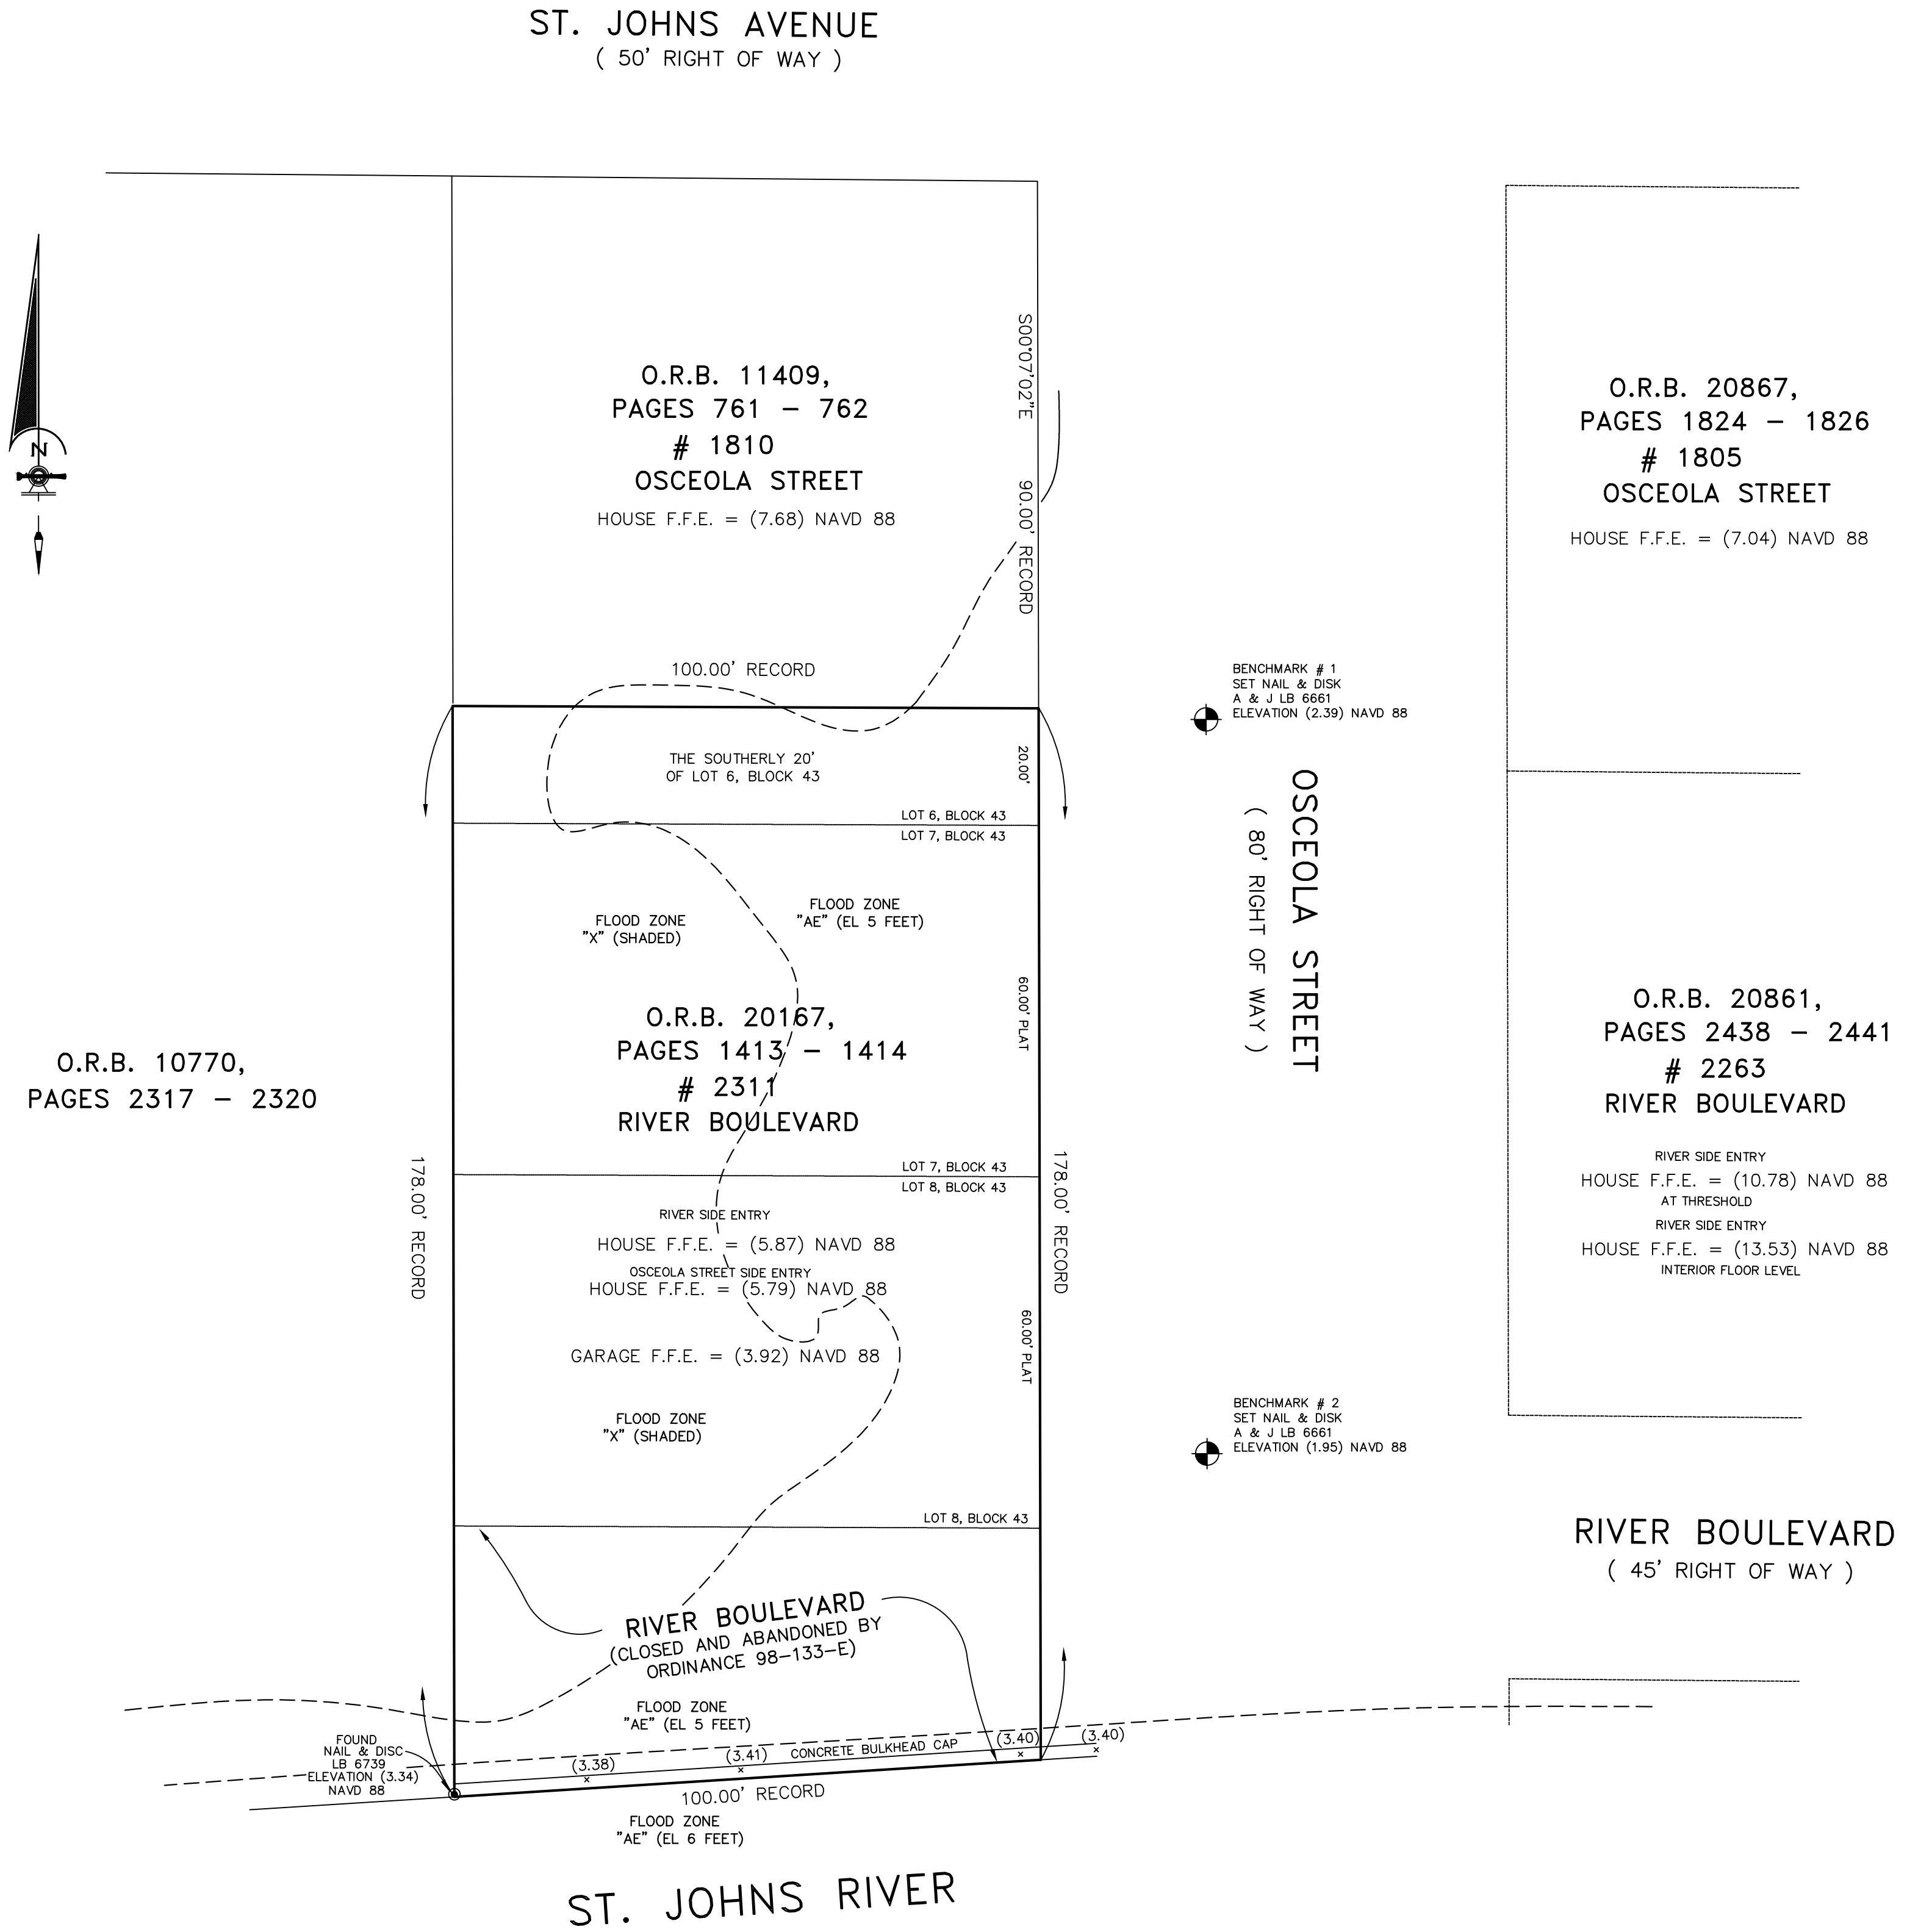 ST. JOHNS AVENUE
( 50' RIGHT OF WAY )
N
O.R.B. 11409,
PAGES 761 - 762
# 1810
OSCEOLA STREET
HOUSE F.F.E. = (7.68) NAVD 88
S00°07'02"E
90.00' RECORD
100.00' RECORD
O.R.B. 20867,
PAGES 1824 - 1826
# 1805
OSCEOLA STREET
HOUSE F.F.E. = (7.04) NAVD 88
BENCHMARK # 1
SET NAIL & DISK
A & J LB 6661
ELEVATION (2.39) NAVD 88
THE SOUTHERLY 20'
OF LOT 6, BLOCK 43
20.00'
LOT 6, BLOCK 43
LOT 7, BLOCK 43
OSCEOLA STREET
( 80' RIGHT OF WAY )
FLOOD ZONE
"X" (SHADED)
FLOOD ZONE
"AE" (EL 5 FEET)
60.00' PLAT
O.R.B. 20167,
PAGES 1413 - 1414
# 2311
RIVER BOULEVARD
O.R.B. 10770,
PAGES 2317 - 2320
O.R.B. 20861,
PAGES 2438 - 2441
# 2263
RIVER BOULEVARD
RIVER SIDE ENTRY
HOUSE F.F.E. = (10.78) NAVD 88
AT THRESHOLD
RIVER SIDE ENTRY
HOUSE F.F.E. = (13.53) NAVD 88
INTERIOR FLOOR LEVEL
178.00' RECORD
178.00' RECORD
LOT 7, BLOCK 43
LOT 8, BLOCK 43
RIVER SIDE ENTRY
HOUSE F.F.E. = (5.87) NAVD 88
OSCEOLA STREET SIDE ENTRY
HOUSE F.F.E. = (5.79) NAVD 88
60.00' PLAT
GARAGE F.F.E. = (3.92) NAVD 88
FLOOD ZONE
"X" (SHADED)
BENCHMARK # 2
SET NAIL & DISK
A & J LB 6661
ELEVATION (1.95) NAVD 88
LOT 8, BLOCK 43
RIVER BOULEVARD
( 45' RIGHT OF WAY )
RIVER BOULEVARD
(CLOSED AND ABANDONED BY
ORDINANCE 98-133-E)
FLOOD ZONE
"AE" (EL 5 FEET)
FOUND
NAIL & DISC
LB 6739
ELEVATION (3.34)
NAVD 88
(3.38)
(3.41)
CONCRETE BULKHEAD CAP
(3.40)
(3.40)
100.00' RECORD
FLOOD ZONE
"AE" (EL 6 FEET)
ST. JOHNS RIVER